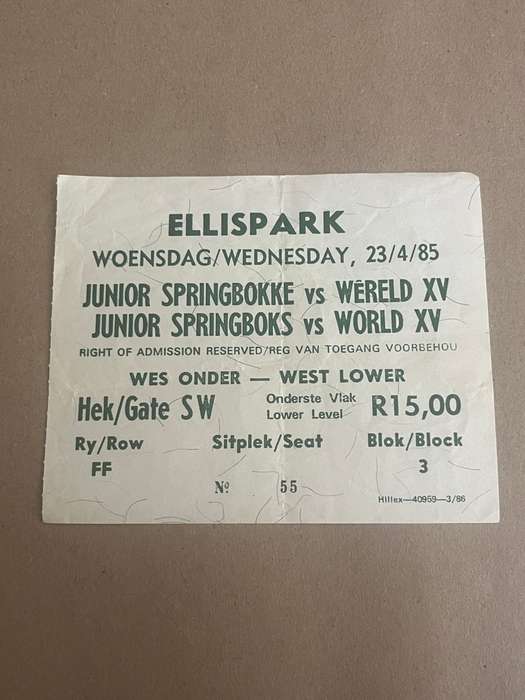 ELLISPARK
WOENSDAG/WEDNESDAY, 23/4/85
JUNIOR SPRINGBOKKE vs WÊRELD XV
JUNIOR SPRINGBOKS vs WORLD XV
RIGHT OF ADMISSION RESERVED/REG VAN TOEGANG VOORBEHOU
WES ONDER — WEST LOWER
Hek/Gate SW Onderste Vlak R15,00
Lower Level
Ry/Row Sitplek/Seat Blok/Block
FF 3
Nº 55
Hillex—40959—3/86